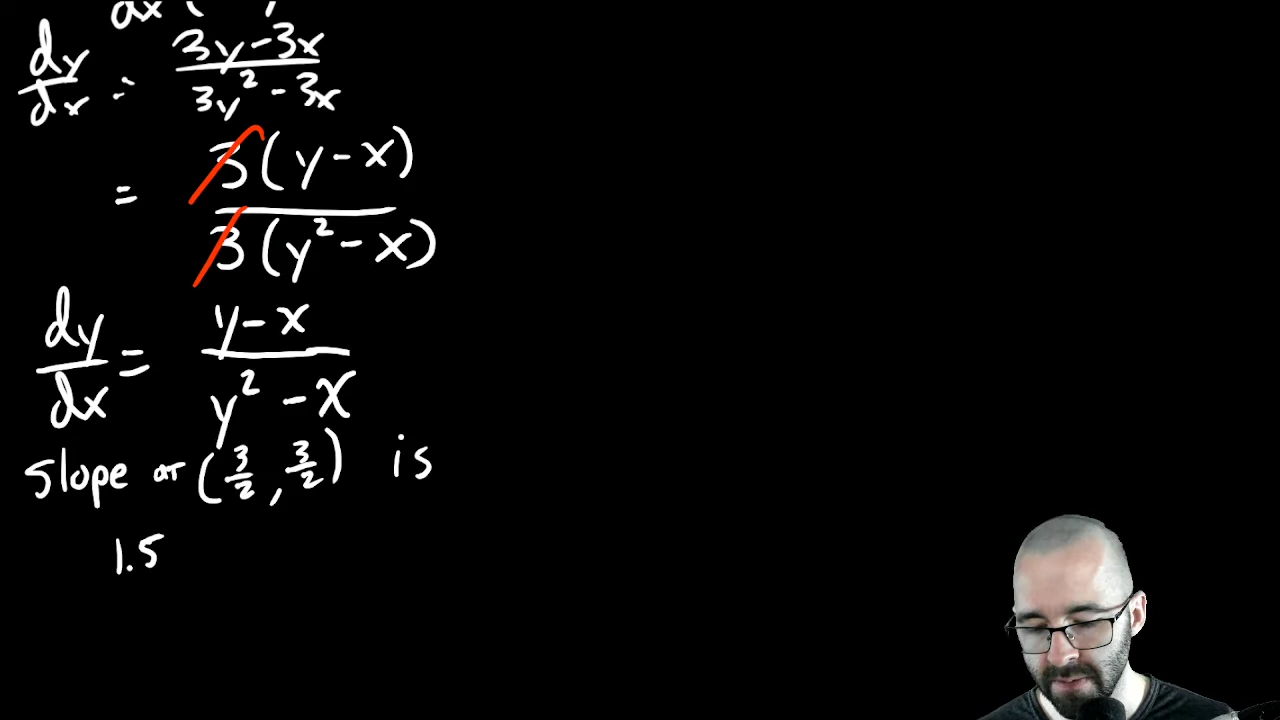 dx (
dy/dx = (3y - 3x)/(3y² - 3x)
= 3(y - x)/3(y² - x)
dy/dx = (y - x)/(y² - x)
slope at (3/2, 3/2) is
1.5